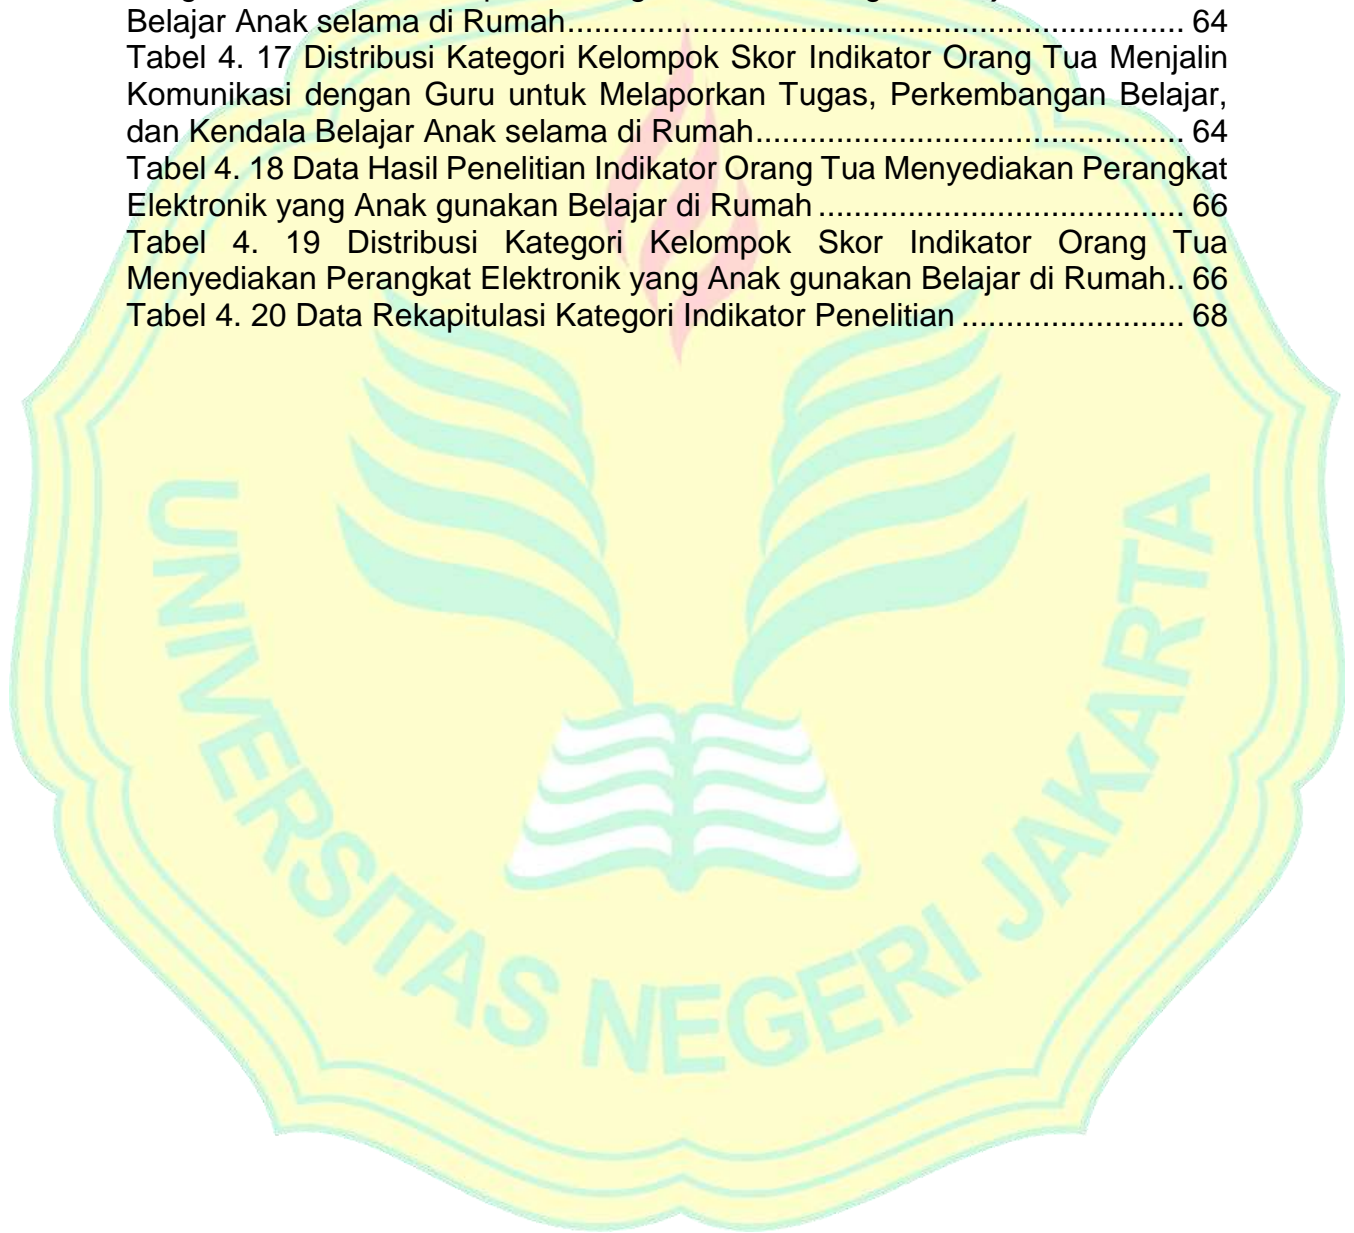 Belajar Anak selama di Rumah..................................................................... 64
Tabel 4. 17 Distribusi Kategori Kelompok Skor Indikator Orang Tua Menjalin
Komunikasi dengan Guru untuk Melaporkan Tugas, Perkembangan Belajar,
dan Kendala Belajar Anak selama di Rumah................................................ 64
Tabel 4. 18 Data Hasil Penelitian Indikator Orang Tua Menyediakan Perangkat
Elektronik yang Anak gunakan Belajar di Rumah ......................................... 66
Tabel 4. 19 Distribusi Kategori Kelompok Skor Indikator Orang Tua
Menyediakan Perangkat Elektronik yang Anak gunakan Belajar di Rumah.. 66
Tabel 4. 20 Data Rekapitulasi Kategori Indikator Penelitian ......................... 68
UNIVERSITAS NEGERI JAKARTA